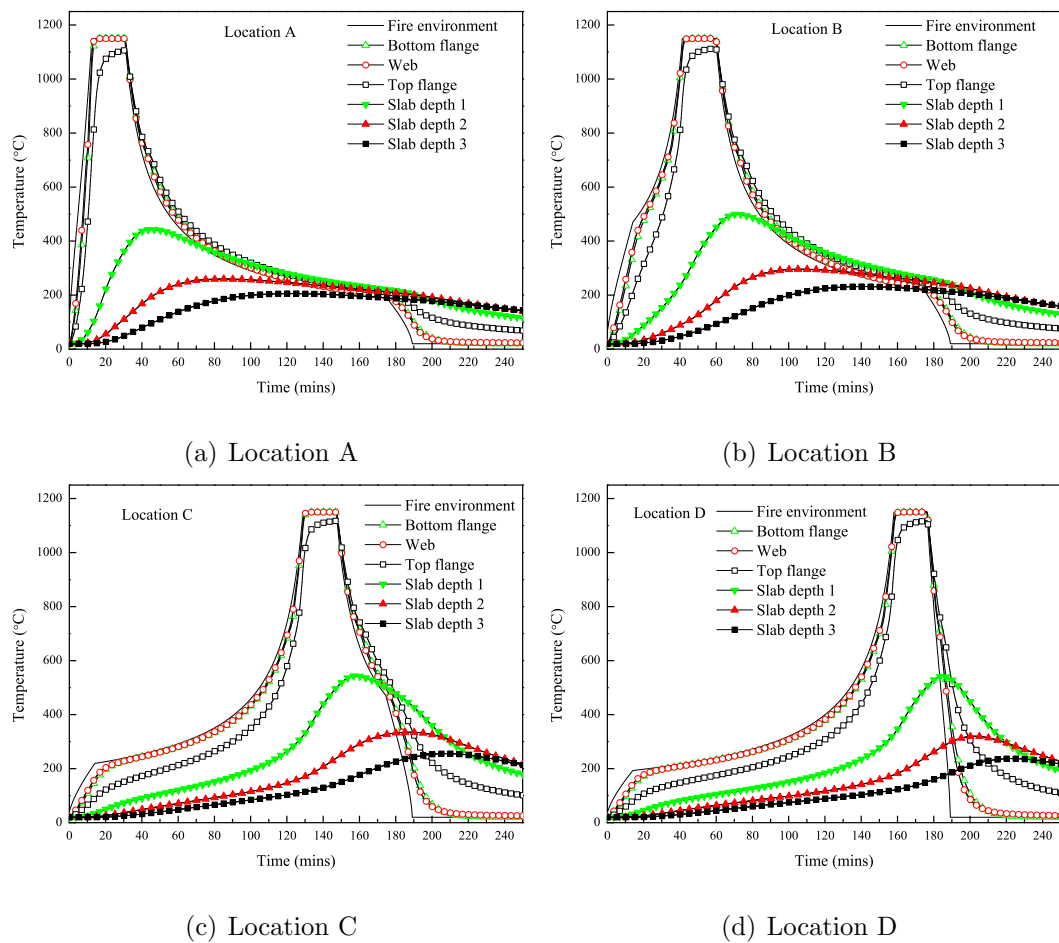 Location A
Fire environment
Bottom flange
Web
Top flange
Slab depth 1
Slab depth 2
Slab depth 3
Temperature (°C)
1200
1000
800
600
400
200
0
0 20 40 60 80 100 120 140 160 180 200 220 240
Time (mins)
(a) Location A
Location B
Fire environment
Bottom flange
Web
Top flange
Slab depth 1
Slab depth 2
Slab depth 3
Temperature (°C)
1200
1000
800
600
400
200
0
0 20 40 60 80 100 120 140 160 180 200 220 240
Time (mins)
(b) Location B
Location C
Fire environment
Bottom flange
Web
Top flange
Slab depth 1
Slab depth 2
Slab depth 3
Temperature (°C)
1200
1000
800
600
400
200
0
0 20 40 60 80 100 120 140 160 180 200 220 240
Time (mins)
(c) Location C
Location D
Fire environment
Bottom flange
Web
Top flange
Slab depth 1
Slab depth 2
Slab depth 3
Temperature (°C)
1200
1000
800
600
400
200
0
0 20 40 60 80 100 120 140 160 180 200 220 240
Time (mins)
(d) Location D